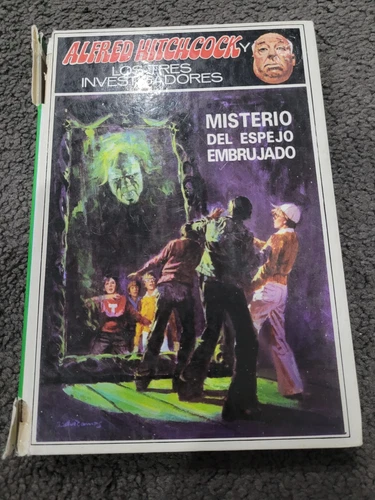 ALFRED HITCHCOCK Y
LOS TRES
INVESTIGADORES
MISTERIO
DEL ESPEJO
EMBRUJADO